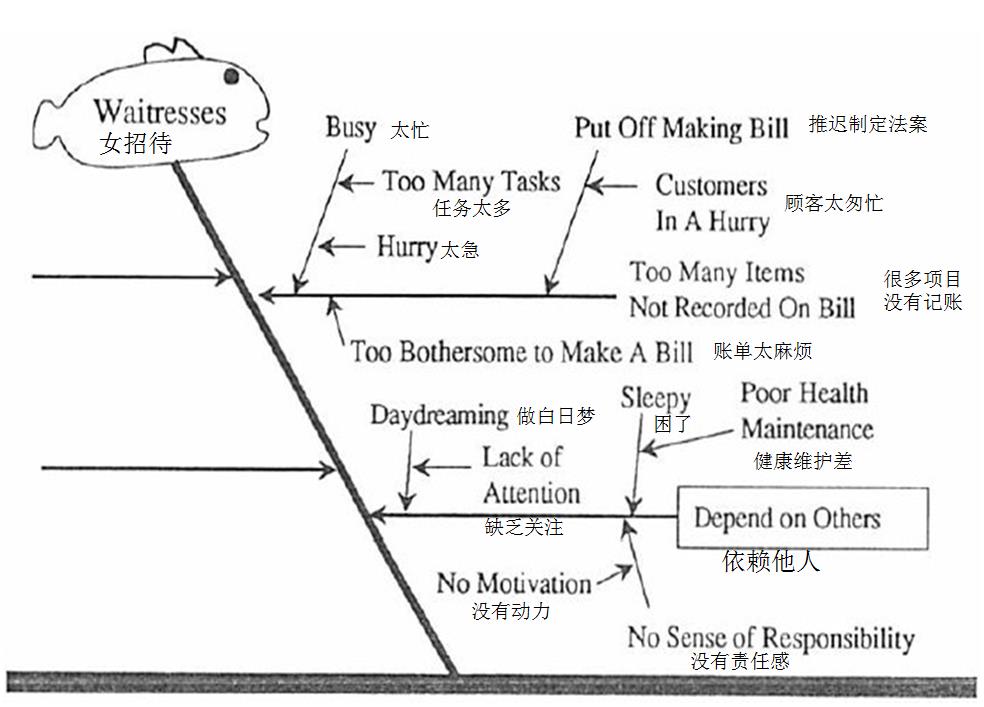 Waitresses
女招待
Busy 太忙
Put Off Making Bill 推迟制定法案
Too Many Tasks
任务太多
Customers
In A Hurry
顾客太匆忙
Hurry 太急
Too Many Items
Not Recorded On Bill
很多项目
没有记账
Too Bothersome to Make A Bill 账单太麻烦
Daydreaming 做白日梦
Sleepy
困了
Poor Health
Maintenance
健康维护差
Lack of
Attention
缺乏关注
Depend on Others
依赖他人
No Motivation
没有动力
No Sense of Responsibility
没有责任感